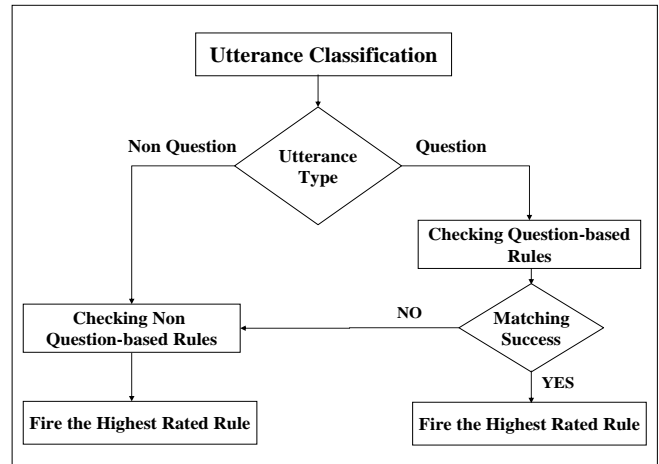 Utterance Classification
Non Question
Question
Utterance
Type
Checking Question-based
Rules
Checking Non
Question-based Rules
NO
Matching
Success
YES
Fire the Highest Rated Rule
Fire the Highest Rated Rule